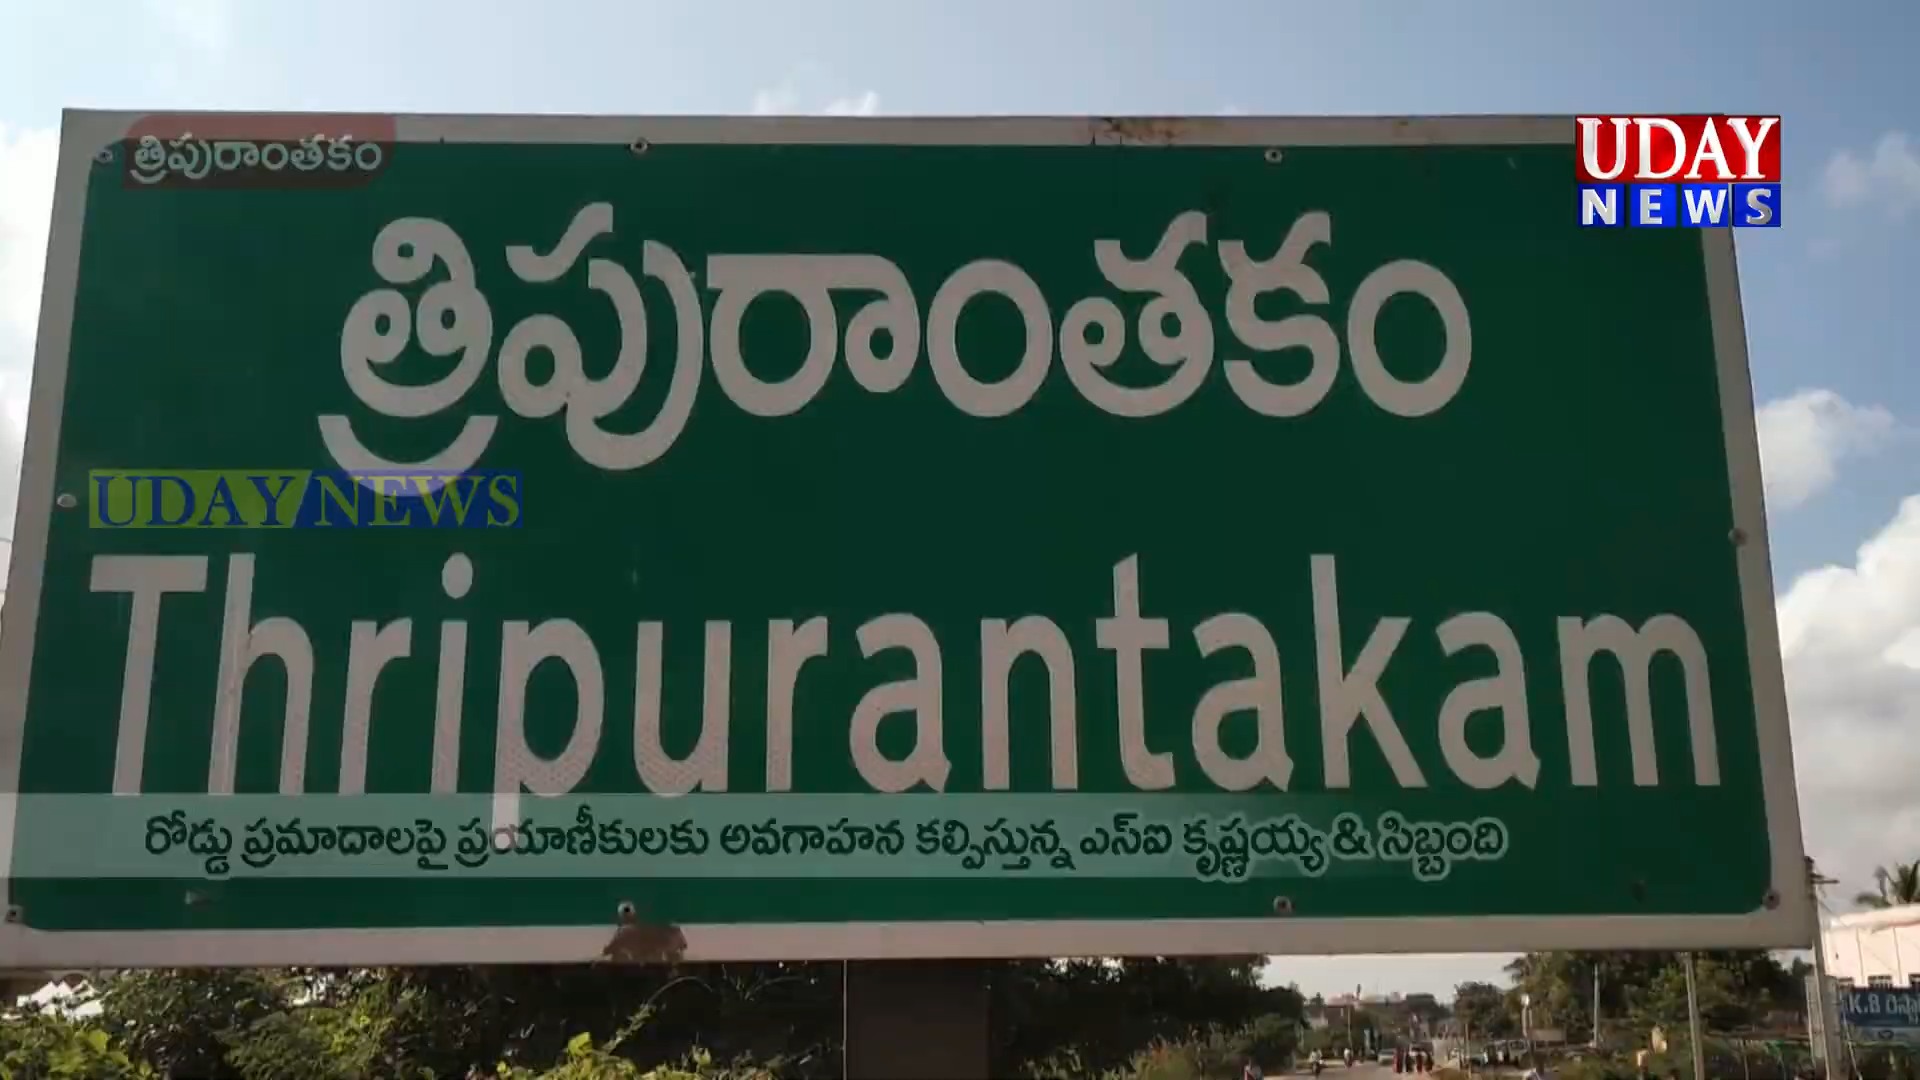 త్రిపురాంతకం
UDAY
NEWS
త్రిపురాంతకం
UDAY NEWS
Thripurantakam
రోడ్డు ప్రమాదాలపై ప్రయాణీకులకు అవగాహన కల్పిస్తున్న ఎస్ఐ కృష్ణయ్య & సిబ్బంది
K.B